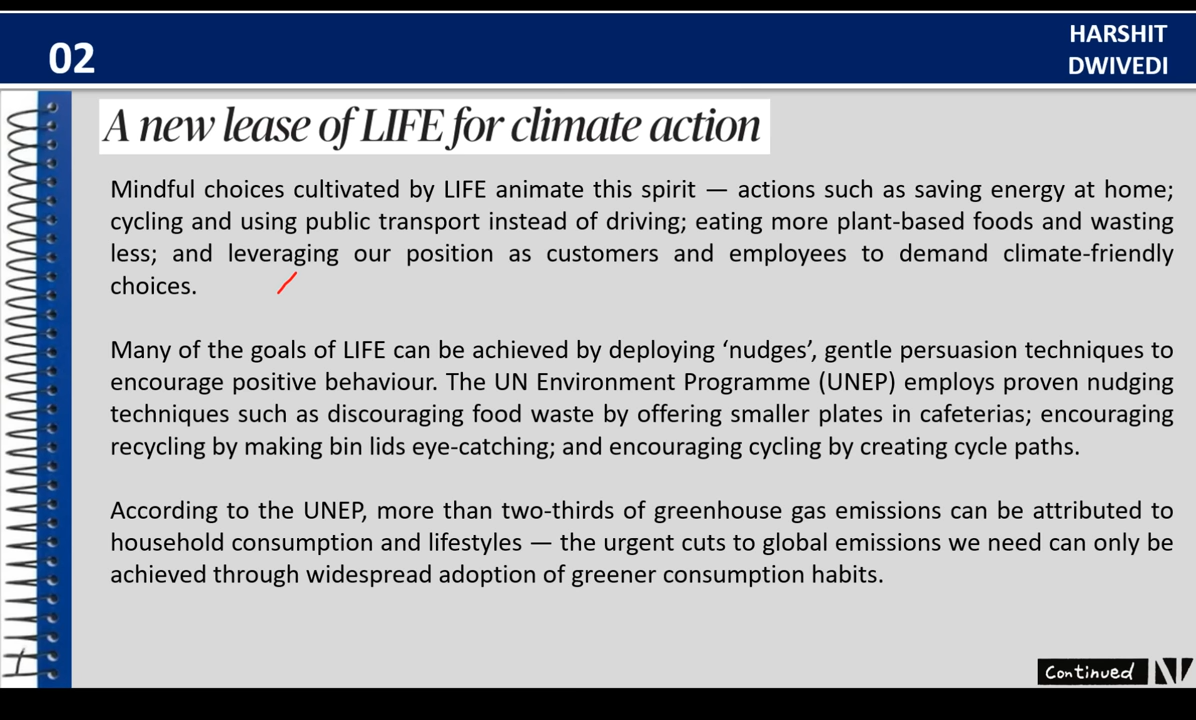 02
HARSHIT
DWIVEDI
A new lease of LIFE for climate action
Mindful choices cultivated by LIFE animate this spirit — actions such as saving energy at home;
cycling and using public transport instead of driving; eating more plant-based foods and wasting
less; and leveraging our position as customers and employees to demand climate-friendly
choices.
Many of the goals of LIFE can be achieved by deploying ‘nudges’, gentle persuasion techniques to
encourage positive behaviour. The UN Environment Programme (UNEP) employs proven nudging
techniques such as discouraging food waste by offering smaller plates in cafeterias; encouraging
recycling by making bin lids eye-catching; and encouraging cycling by creating cycle paths.
According to the UNEP, more than two-thirds of greenhouse gas emissions can be attributed to
household consumption and lifestyles — the urgent cuts to global emissions we need can only be
achieved through widespread adoption of greener consumption habits.
Continued